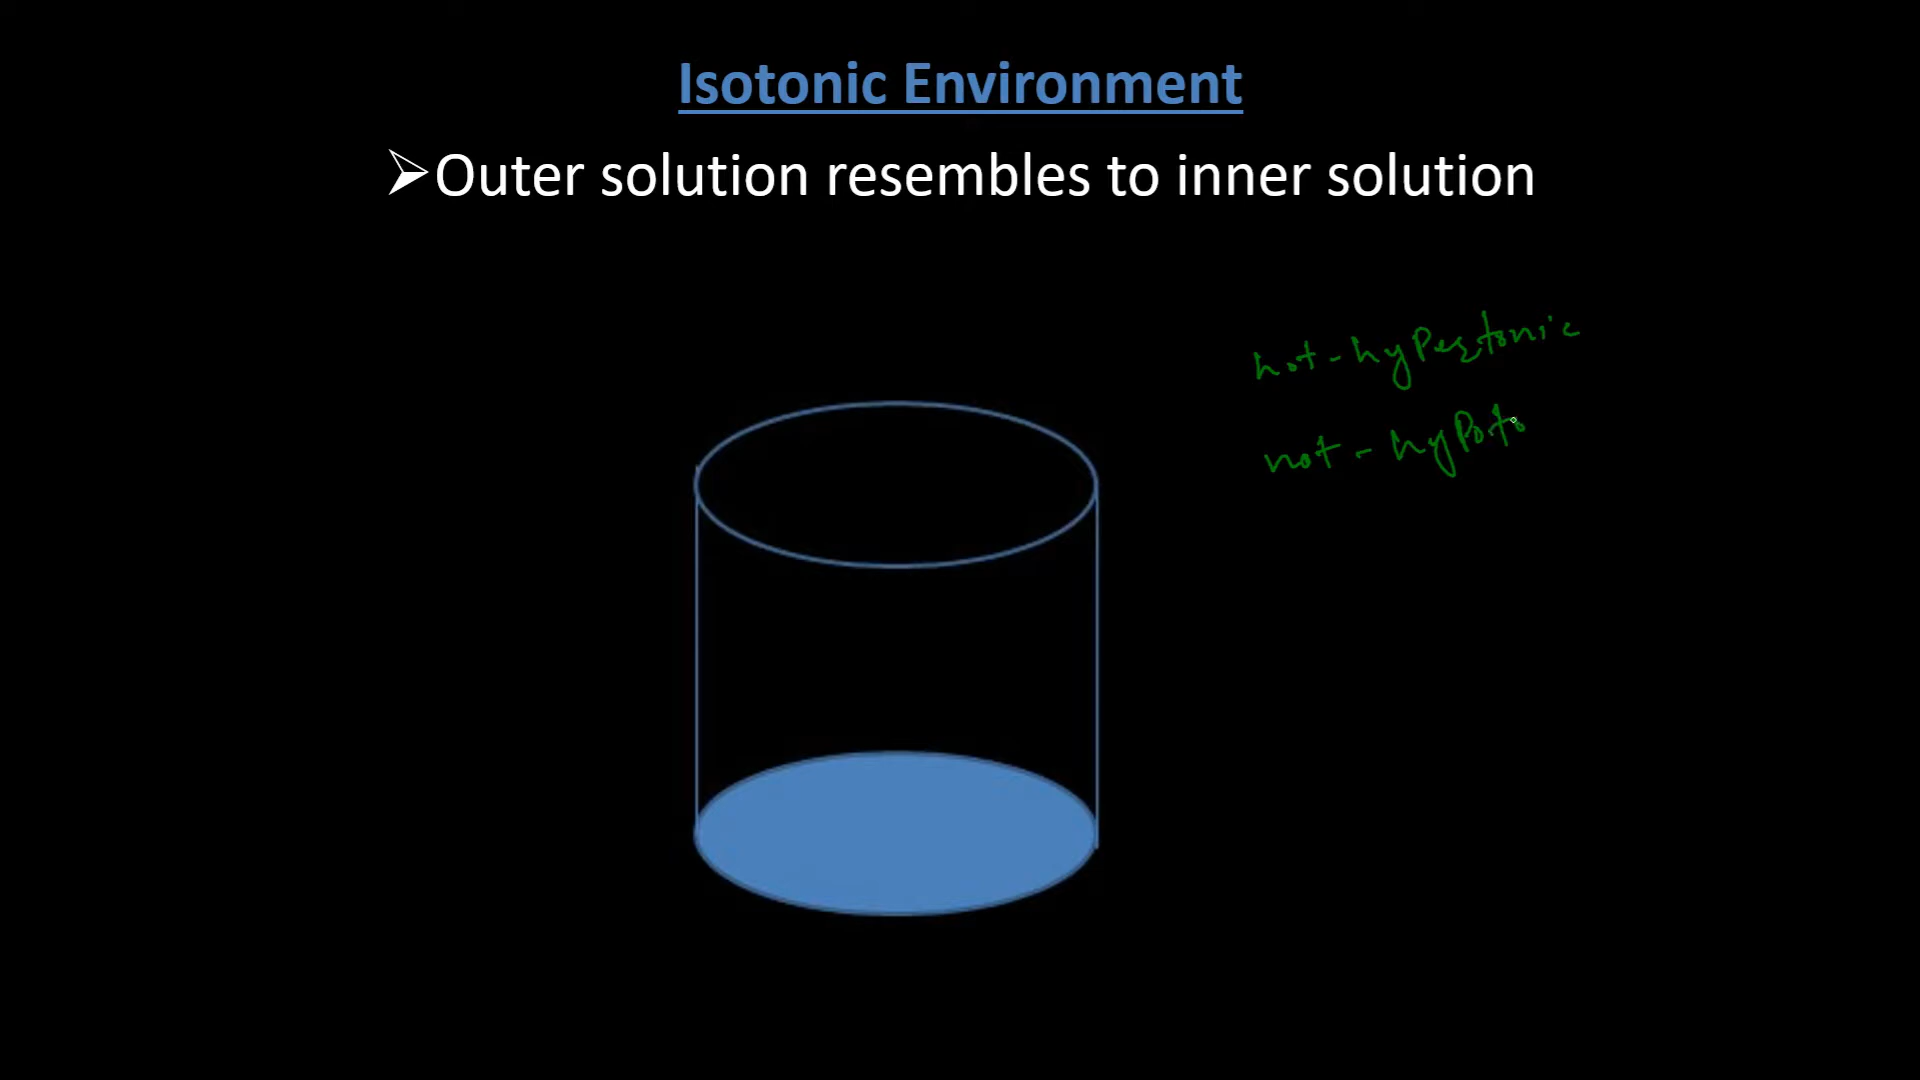 Isotonic Environment
➢Outer solution resembles to inner solution
not - hypertonic
not - hypoto